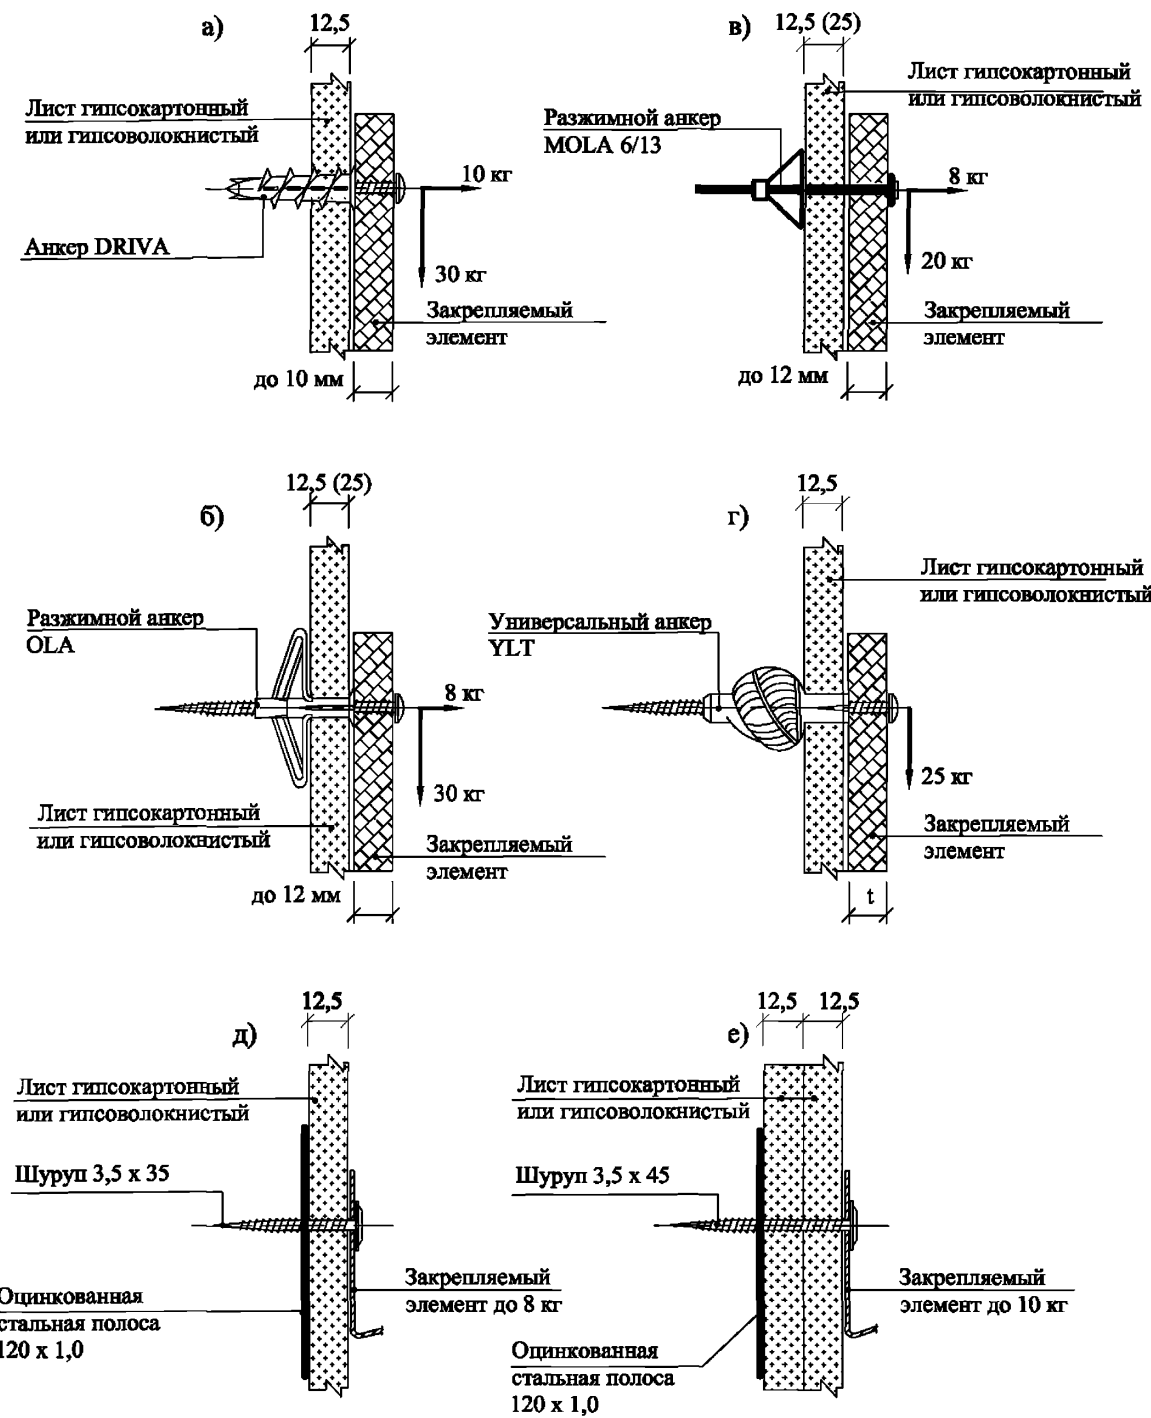 а)
12,5
Лист гипсокартонный
или гипсоволокнистый
10 кг
Анкер DRIVA
30 кг
Закрепляемый
элемент
до 10 мм
в)
12,5 (25)
Лист гипсокартонный
или гипсоволокнистый
Разжимной анкер
MOLA 6/13
8 кг
20 кг
Закрепляемый
элемент
до 12 мм
б)
12,5 (25)
Разжимной анкер
OLA
8 кг
30 кг
Лист гипсокартонный
или гипсоволокнистый
Закрепляемый
элемент
до 12 мм
г)
12,5
Лист гипсокартонный
или гипсоволокнистый
Универсальный анкер
YLT
25 кг
Закрепляемый
элемент
t
д)
12,5
Лист гипсокартонный
или гипсоволокнистый
Шуруп 3,5 x 35
Закрепляемый
элемент до 8 кг
Оцинкованная
стальная полоса
120 x 1,0
е)
12,5 12,5
Лист гипсокартонный
или гипсоволокнистый
Шуруп 3,5 x 45
Закрепляемый
элемент до 10 кг
Оцинкованная
стальная полоса
120 x 1,0